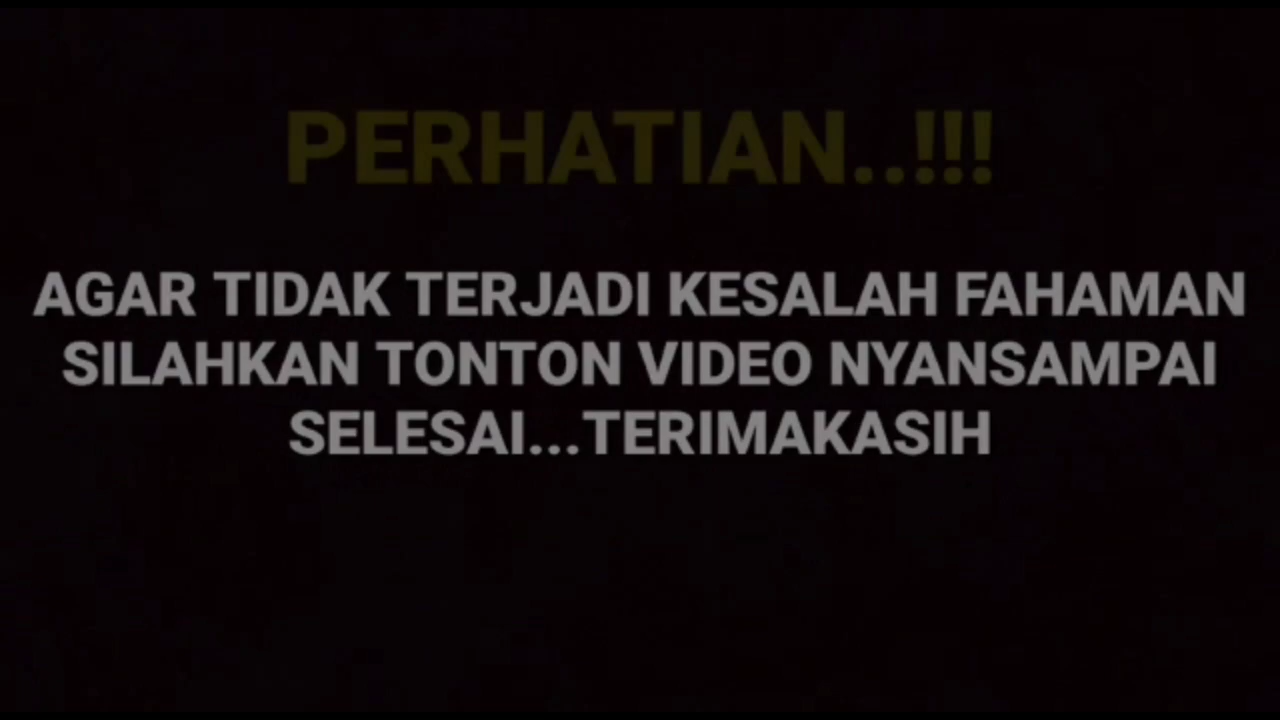 PERHATIAN..!!!
AGAR TIDAK TERJADI KESALAH FAHAMAN
SILAHKAN TONTON VIDEO NYANSAMPAI
SELESAI...TERIMAKASIH